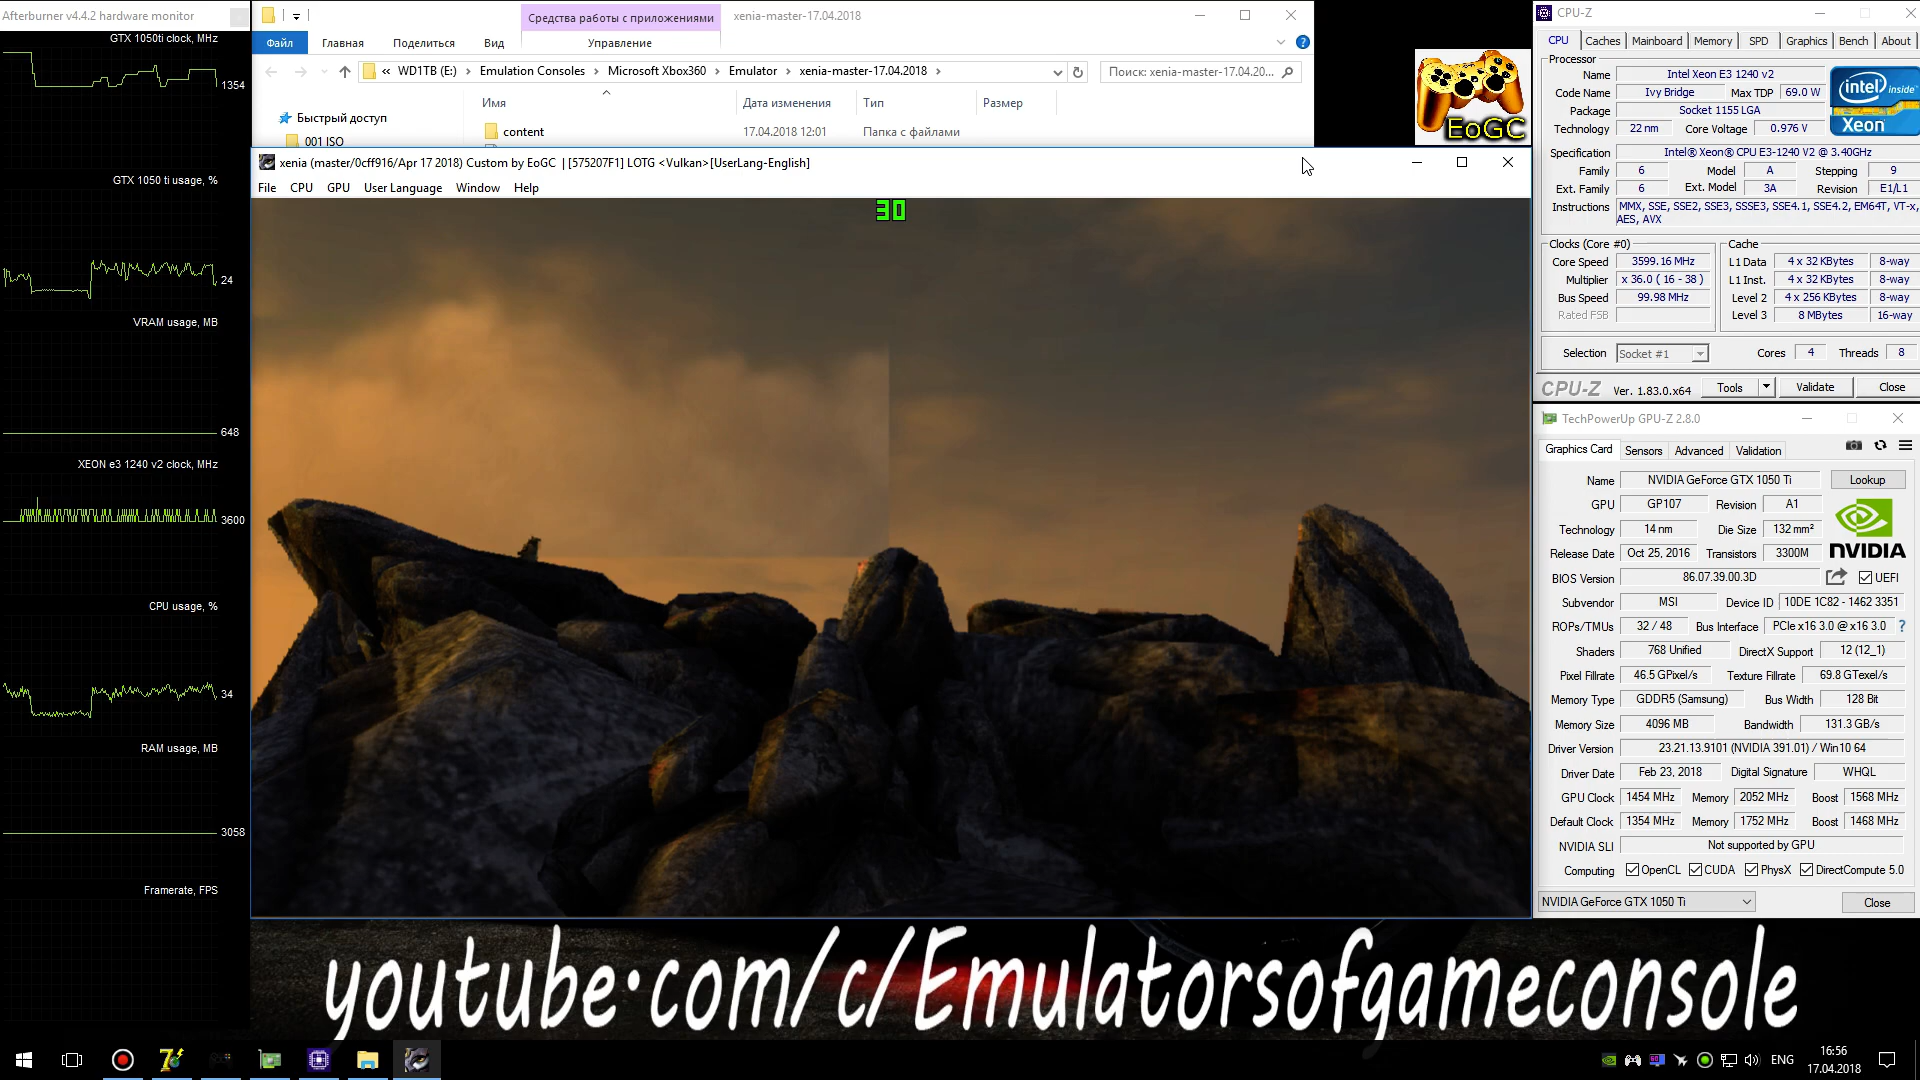 Afterburner v4.4.2 hardware monitor
GTX 1050ti clock, MHz
1354
GTX 1050 ti usage, %
24
VRAM usage, MB
648
XEON e3 1240 v2 clock, MHz
3600
CPU usage, %
34
RAM usage, MB
3058
Framerate, FPS
Средства работы с приложениями
xenia-master-17.04.2018
Файл
Главная
Поделиться
Вид
Управление
« WD1TB (E:) > Emulation Consoles > Microsoft Xbox360 > Emulator > xenia-master-17.04.2018 >
Поиск: xenia-master-17.04.20...
Имя
Дата изменения
Тип
Размер
Быстрый доступ
001 ISO
content
17.04.2018 12:01
Папка с файлами
EoGC
xenia (master/0cff916/Apr 17 2018) Custom by EoGC | [575207F1] LOTG <Vulkan>[UserLang-English]
File CPU GPU User Language Window Help
30
CPU-Z
CPU Caches Mainboard Memory SPD Graphics Bench About
Processor
Name Intel Xeon E3 1240 v2
Code Name Ivy Bridge Max TDP 69.0 W
Package Socket 1155 LGA
Technology 22 nm Core Voltage 0.976 V
intel inside™
Xeon
Specification Intel® Xeon® CPU E3-1240 V2 @ 3.40GHz
Family 6 Model A Stepping 9
Ext. Family 6 Ext. Model 3A Revision E1/L1
Instructions MMX, SSE, SSE2, SSE3, SSSE3, SSE4.1, SSE4.2, EM64T, VT-x,
AES, AVX
Clocks (Core #0)
Core Speed 3599.16 MHz
Multiplier x 36.0 ( 16 - 38 )
Bus Speed 99.98 MHz
Rated FSB
Cache
L1 Data 4 x 32 KBytes 8-way
L1 Inst. 4 x 32 KBytes 8-way
Level 2 4 x 256 KBytes 8-way
Level 3 8 MBytes 16-way
Selection Socket #1 Cores 4 Threads 8
CPU-Z Ver. 1.83.0.x64 Tools Validate Close
TechPowerUp GPU-Z 2.8.0
Graphics Card Sensors Advanced Validation
Name NVIDIA GeForce GTX 1050 Ti Lookup
GPU GP107 Revision A1
Technology 14 nm Die Size 132 mm²
Release Date Oct 25, 2016 Transistors 3300M
NVIDIA
BIOS Version 86.07.39.00.3D UEFI
Subvendor MSI Device ID 10DE 1C82 - 1462 3351
ROPs/TMUs 32 / 48 Bus Interface PCIe x16 3.0 @ x16 3.0 ?
Shaders 768 Unified DirectX Support 12 (12_1)
Pixel Fillrate 46.5 GPixel/s Texture Fillrate 69.8 GTexel/s
Memory Type GDDR5 (Samsung) Bus Width 128 Bit
Memory Size 4096 MB Bandwidth 131.3 GB/s
Driver Version 23.21.13.9101 (NVIDIA 391.01) / Win10 64
Driver Date Feb 23, 2018 Digital Signature WHQL
GPU Clock 1454 MHz Memory 2052 MHz Boost 1568 MHz
Default Clock 1354 MHz Memory 1752 MHz Boost 1468 MHz
NVIDIA SLI Not supported by GPU
Computing OpenCL CUDA PhysX DirectCompute 5.0
NVIDIA GeForce GTX 1050 Ti Close
youtube.com/c/Emulatorsofgameconsole
ENG
16:56
17.04.2018